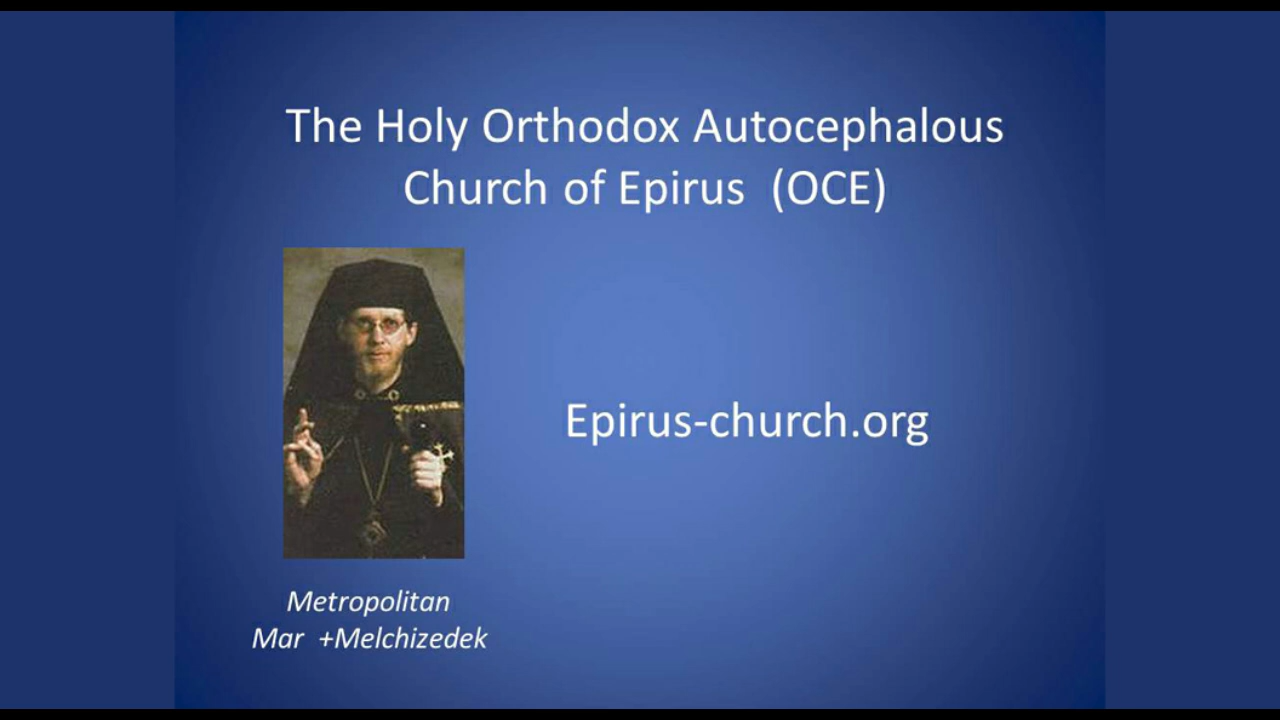 The Holy Orthodox Autocephalous
Church of Epirus (OCE)
Epirus-church.org
Metropolitan
Mar +Melchizedek